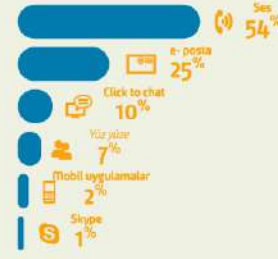 Ses
54%
e- posta
25%
Click to chat
10%
Yüz yüze
7%
Mobil uygulamalar
2%
Skype
1%